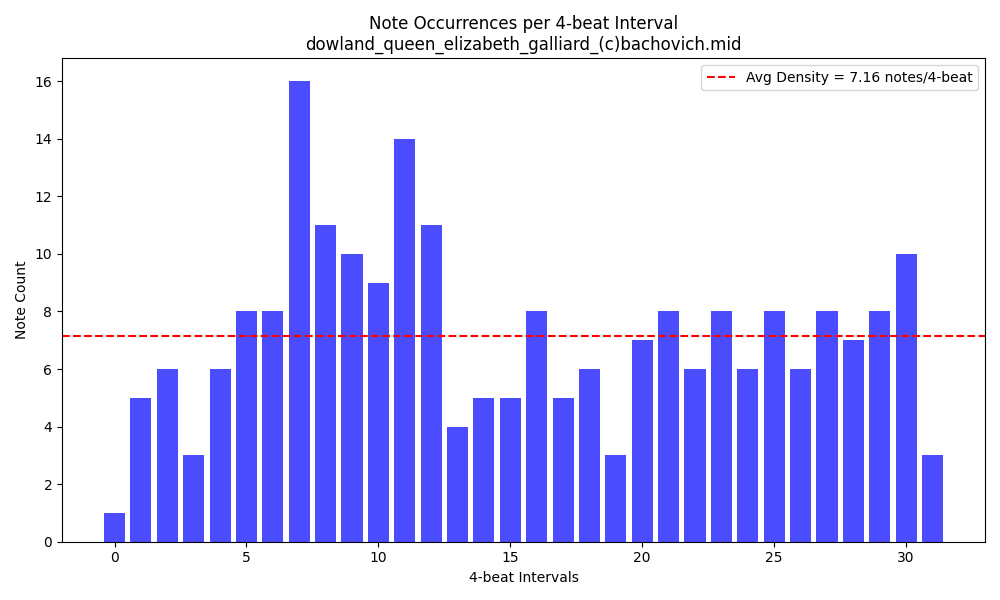 Note Occurrences per 4-beat Interval
dowland_queen_elizabeth_galliard_(c)bachovich.mid
Avg Density = 7.16 notes/4-beat
Note Count
16
14
12
10
8
6
4
2
0
0 5 10 15 20 25 30
4-beat Intervals